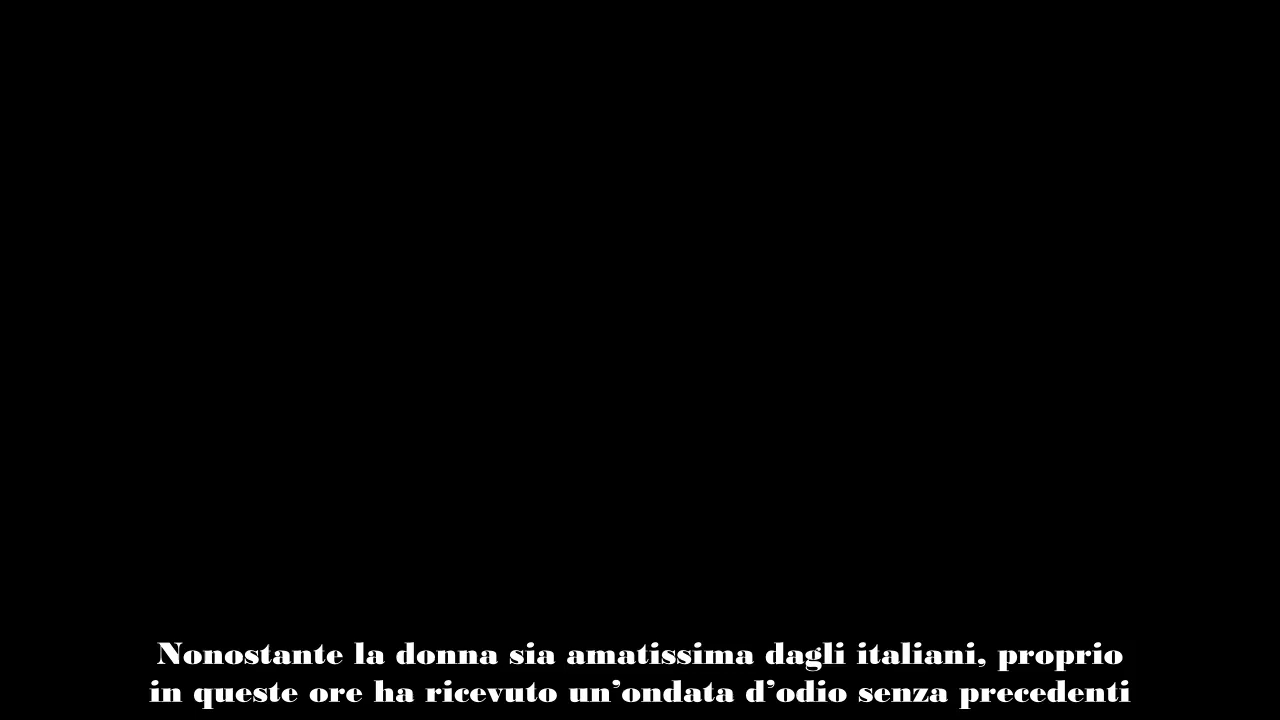 Nonostante la donna sia amatissima dagli italiani, proprio
in queste ore ha ricevuto un’ondata d’odio senza precedenti